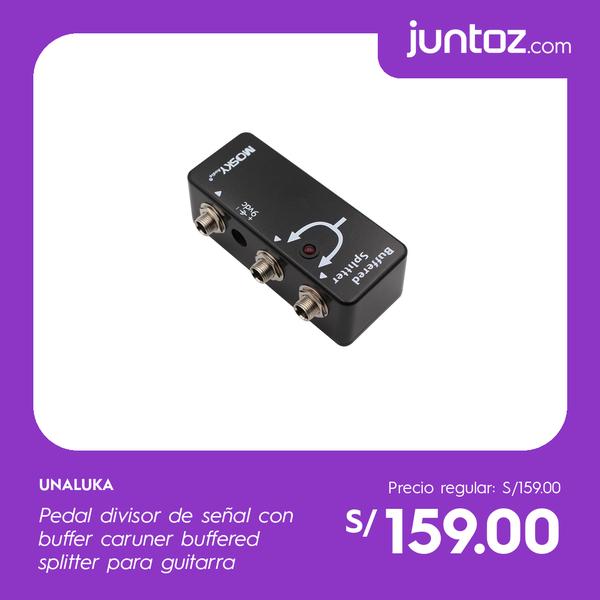 juntoz.com
MOSKY Audio
9vdc
Buffered
Splitter
UNALUKA
Pedal divisor de señal con
buffer caruner buffered
splitter para guitarra
Precio regular: S/159.00
S/159.00